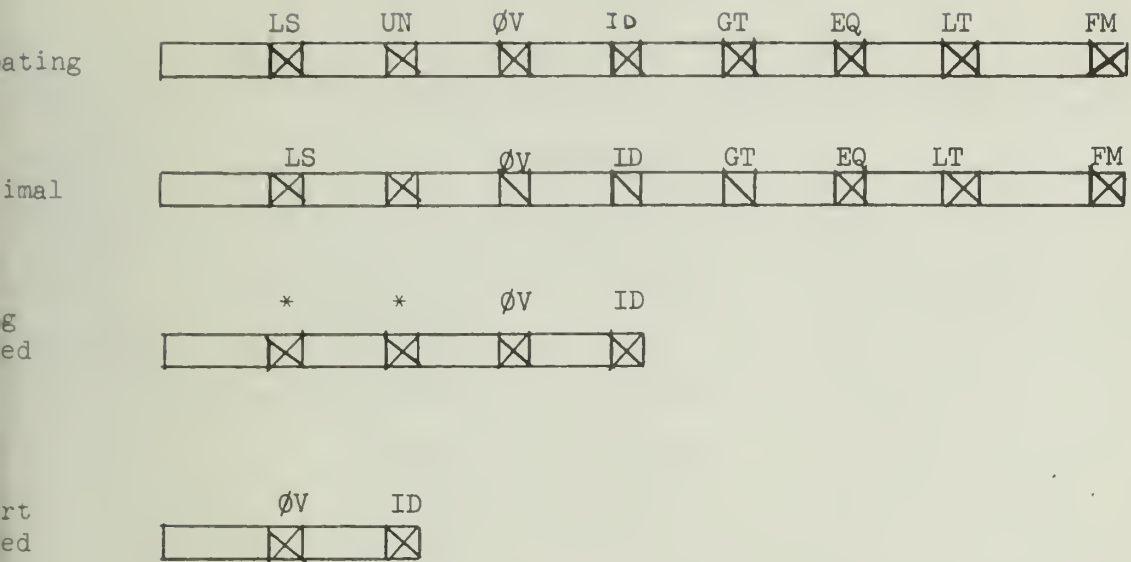 LS UN ØV ID GT EQ LT FM
oating
LS ØV ID GT EQ LT FM
imal
* * ØV ID
g
ed
ØV ID
rt
ed